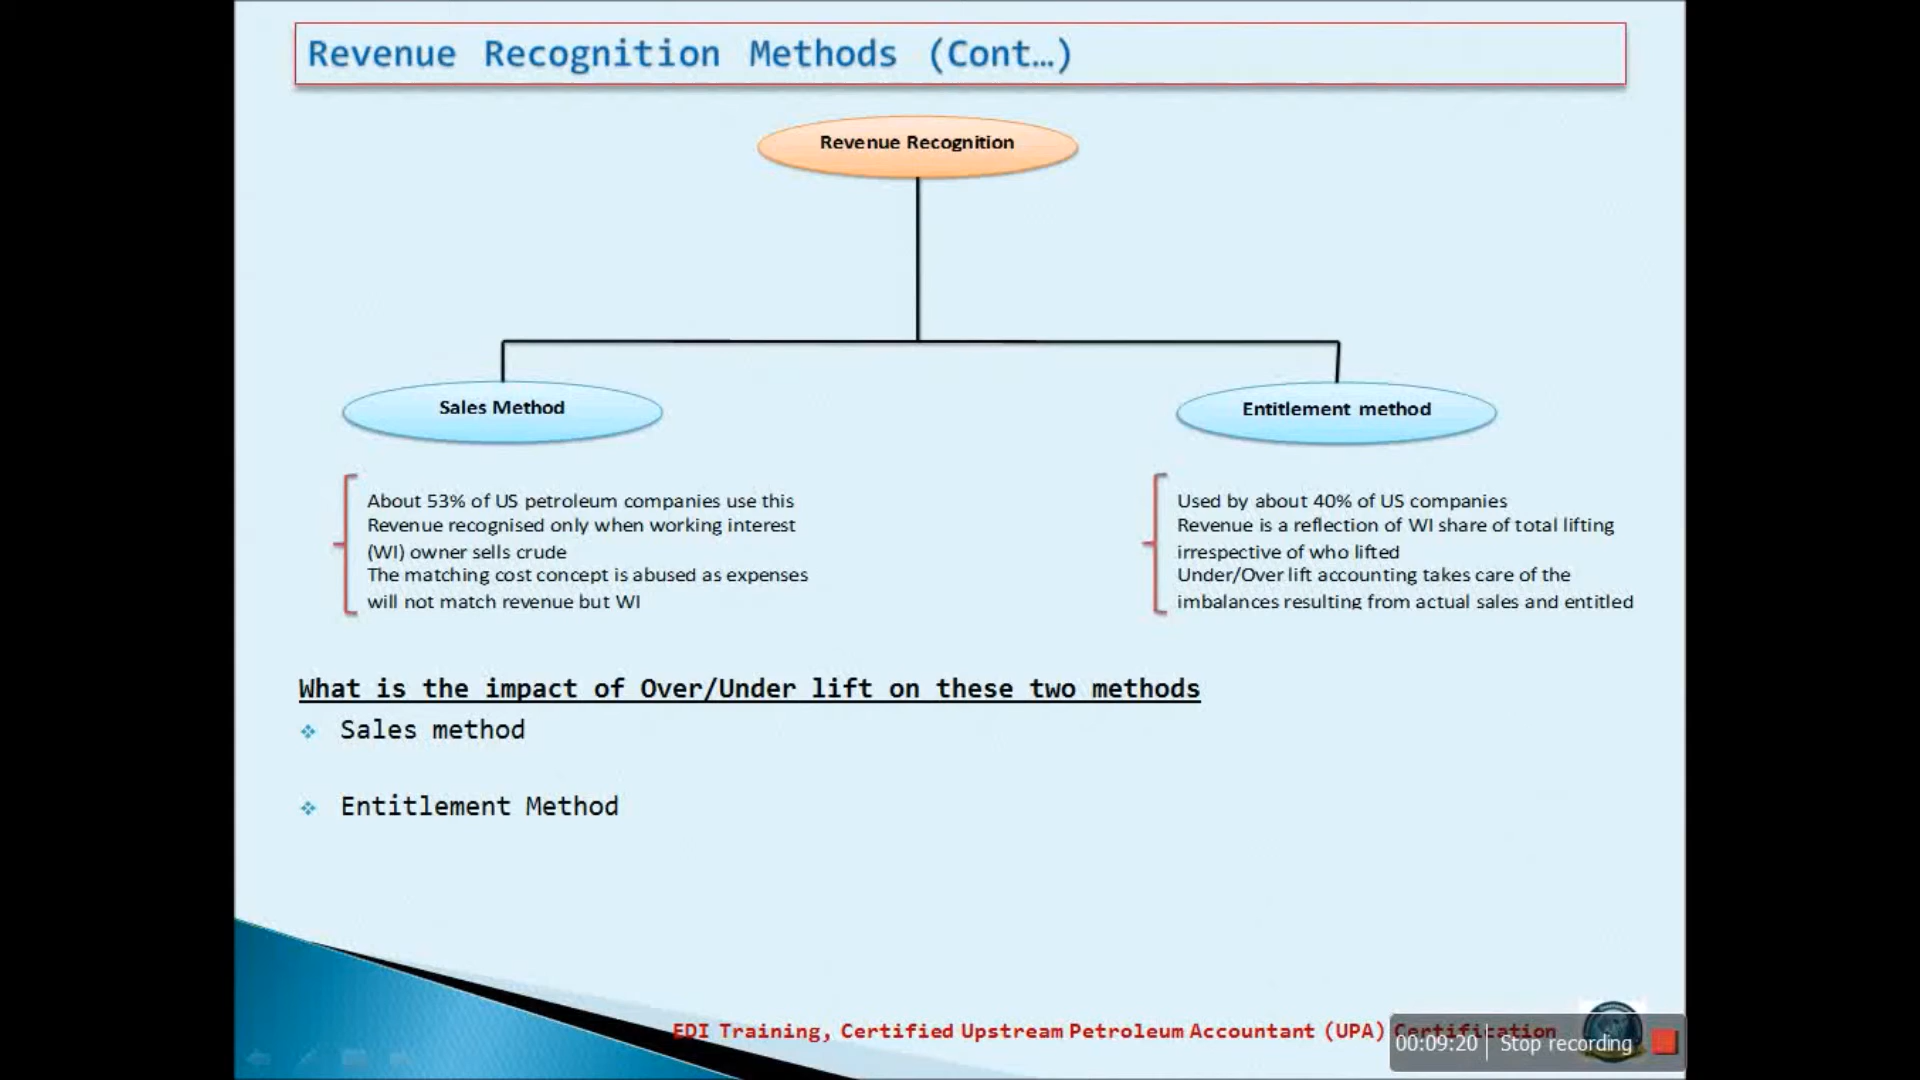 Revenue Recognition Methods (Cont…)
Revenue Recognition
Sales Method
Entitlement method
About 53% of US petroleum companies use this
Revenue recognised only when working interest
(WI) owner sells crude
The matching cost concept is abused as expenses
will not match revenue but WI
Used by about 40% of US companies
Revenue is a reflection of WI share of total lifting
irrespective of who lifted
Under/Over lift accounting takes care of the
imbalances resulting from actual sales and entitled
What is the impact of Over/Under lift on these two methods
❖ Sales method
❖ Entitlement Method
EDI Training, Certified Upstream Petroleum Accountant (UPA) Certification
00:09:20 Stop recording